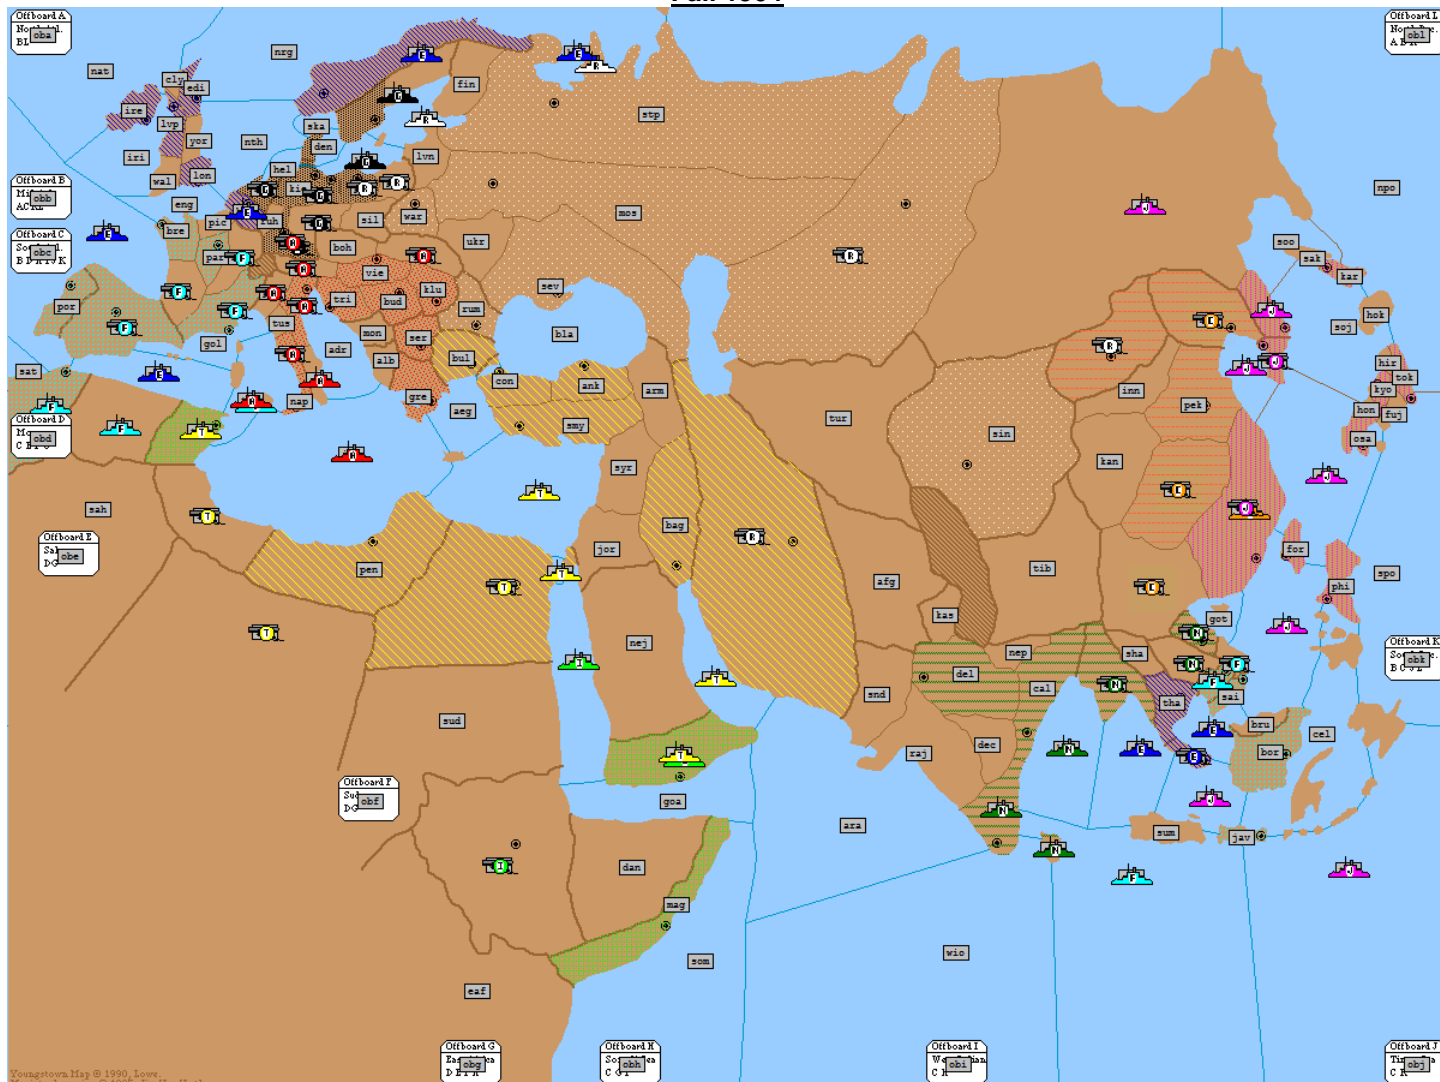 Offboard A
oba
BL
nat
nrg
Offboard L
obl
cly
edi
fin
ire
lvp
ska
stp
yor
nth
den
iri
hel
lvn
wal
lon
kie
Offboard B
obb
eng
npo
bre
pic
ruh
sil
war
mos
Offboard C
obc
par
boh
ukr
soo
sak
kar
vie
klu
sev
por
tri
bud
rum
hok
gol
tus
mon
ser
bla
soj
adr
alb
bul
hir
sat
con
ank
arm
inn
tok
kyo
nap
gre
aeg
pek
hon
fuj
Offboard D
obd
smy
tur
sin
osa
kan
syr
sah
bag
Offboard E
obe
DG
jor
for
pen
tib
spo
afg
phi
kas
got
nej
nep
sha
Offboard K
obk
del
cal
tha
sai
snd
sud
dec
bru
cel
raj
bor
Offboard F
obf
DG
goa
ara
sum
jav
dan
mag
wio
som
eaf
Offboard G
obg
Offboard H
obh
Offboard I
obi
Offboard J
obj
Youngstown Map © 1990, Lowe.